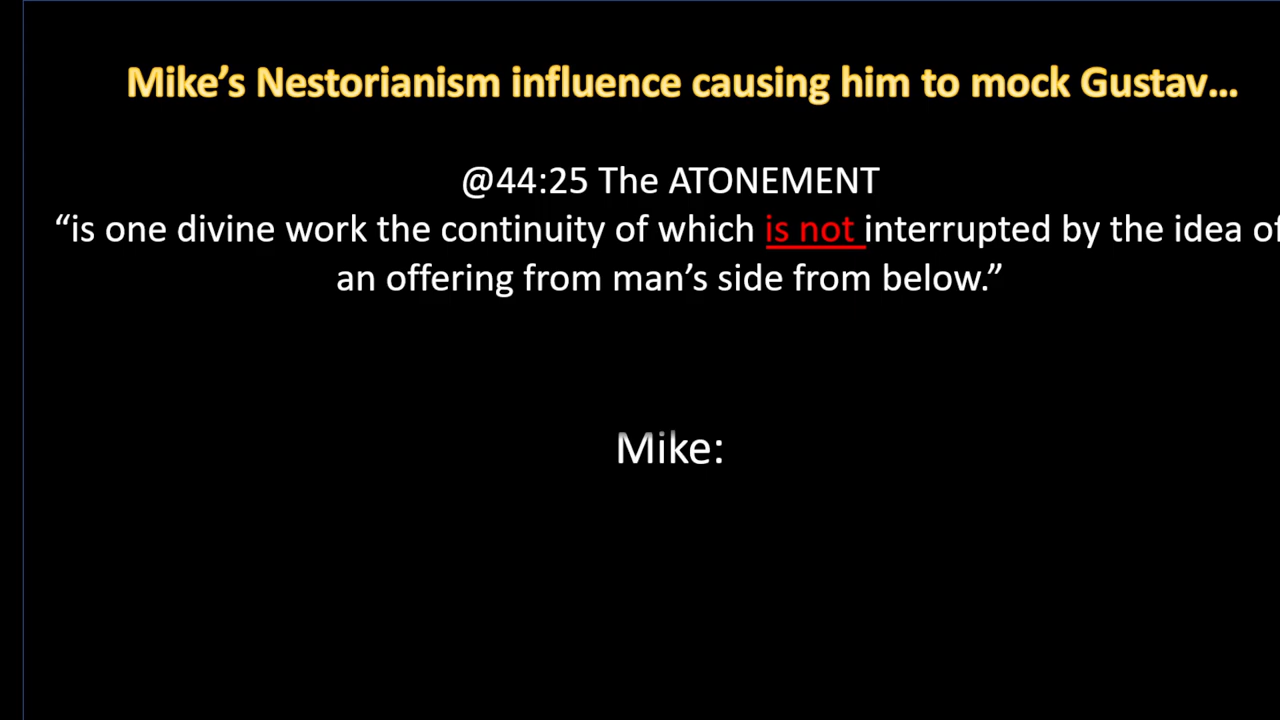 Mike’s Nestorianism influence causing him to mock Gustav...
@44:25 The ATONEMENT
“is one divine work the continuity of which is not interrupted by the idea of
an offering from man’s side from below.”
Mike: